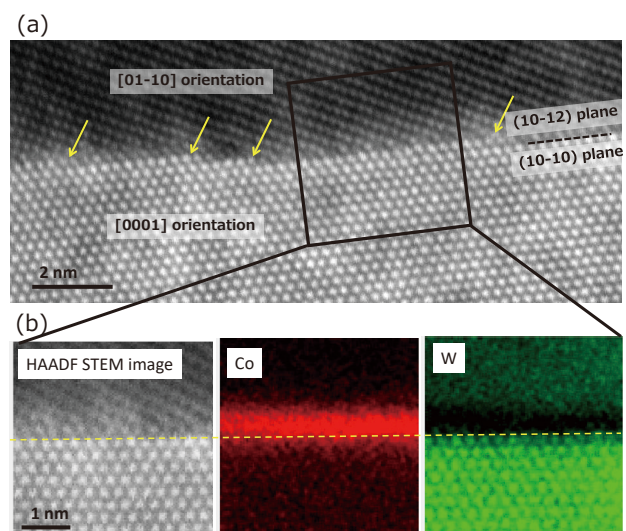 (a)
[01-10] orientation
(10-12) plane
(10-10) plane
[0001] orientation
2 nm
(b)
HAADF STEM image
Co
W
1 nm